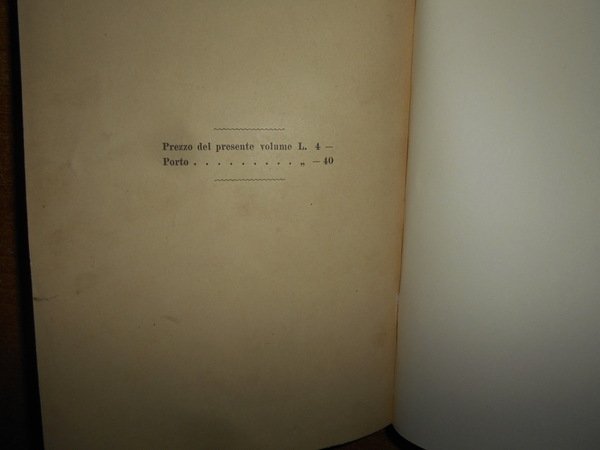 Prezzo del presente volume L. 4 —
Porto . . . . . . . . . „ — 40